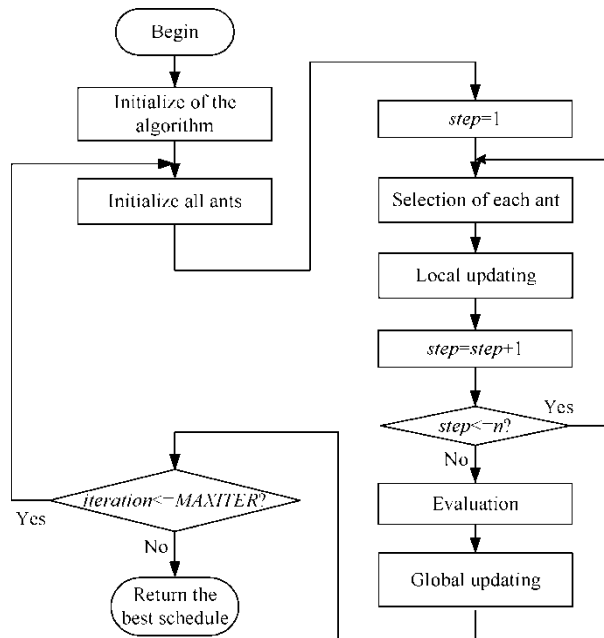 Begin
Initialize of the
algorithm
Initialize all ants
step=1
Selection of each ant
Local updating
step=step+1
step<=n?
Yes
No
Evaluation
Global updating
iteration<=MAXITER?
Yes
No
Return the
best schedule